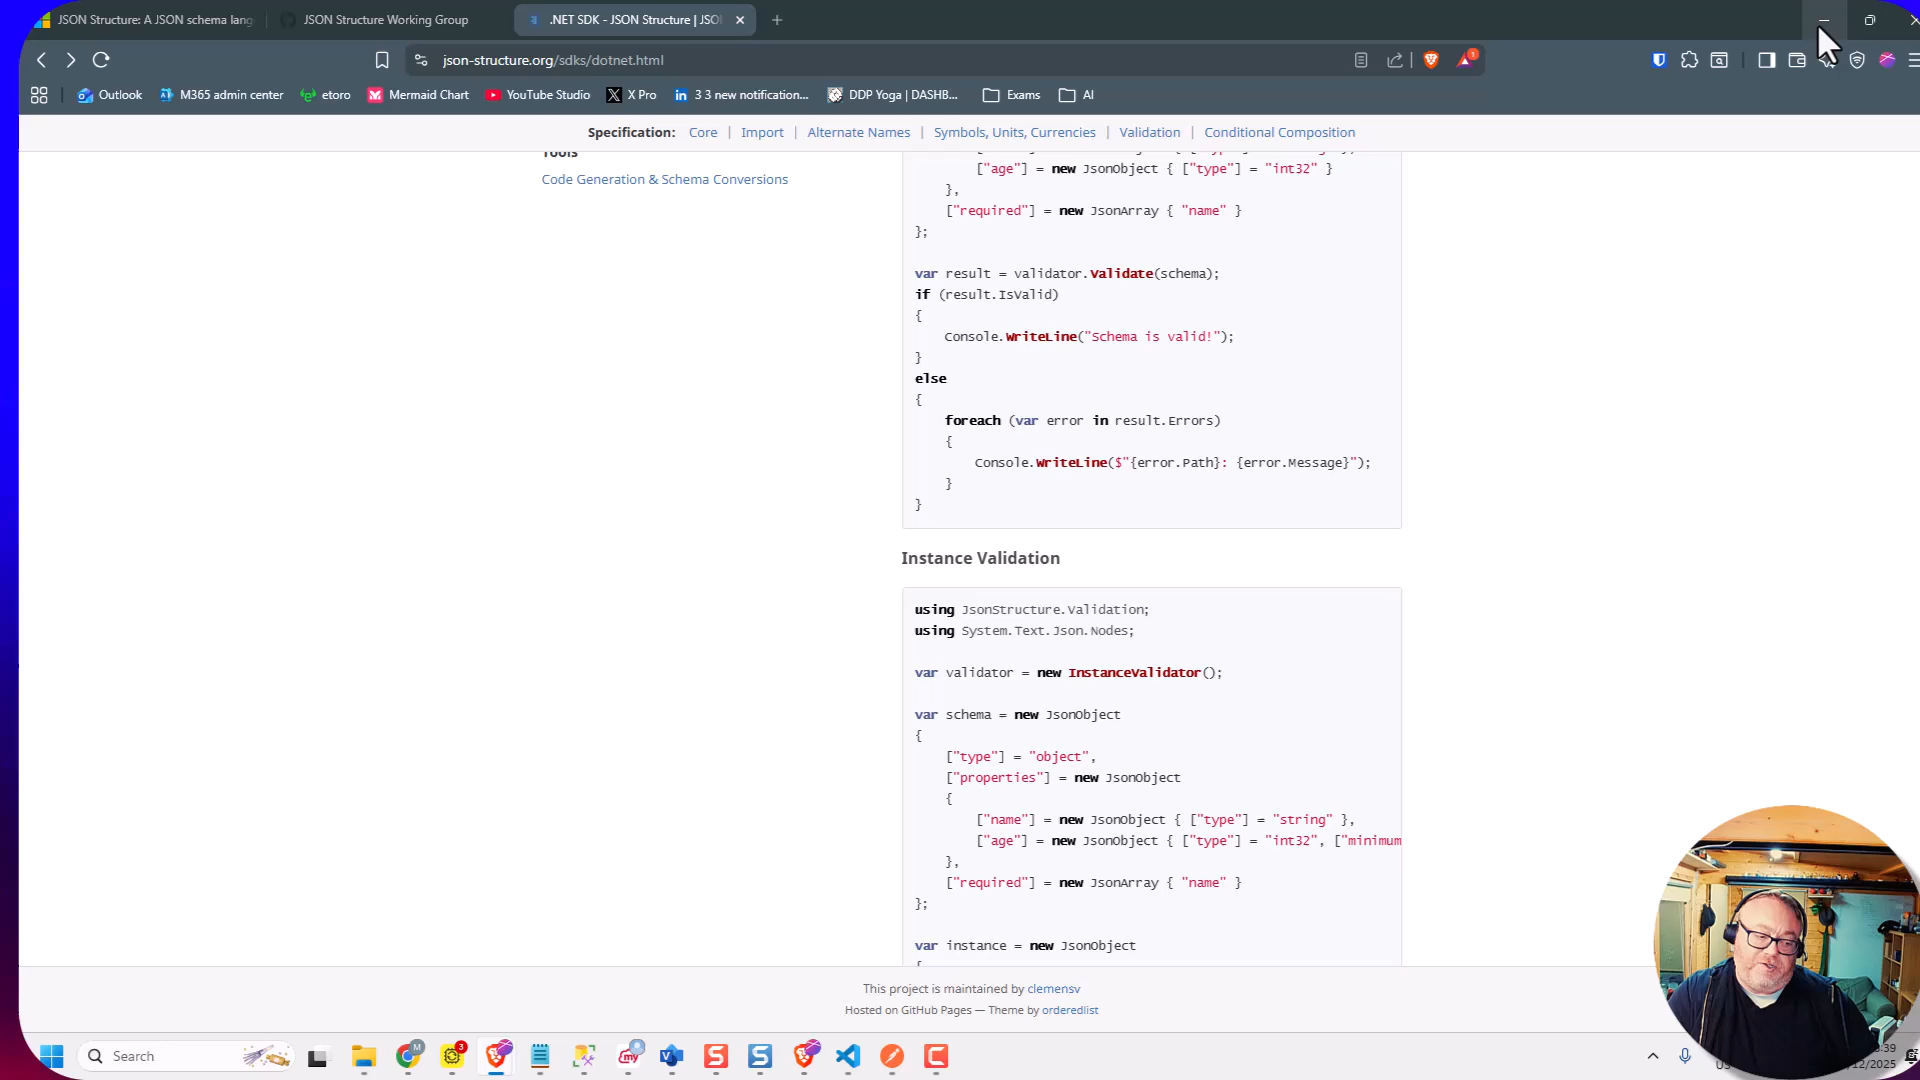 JSON Structure: A JSON schema lang
JSON Structure Working Group
.NET SDK - JSON Structure | JSO
json-structure.org/sdks/dotnet.html
1
Outlook
M365 admin center
etoro
Mermaid Chart
YouTube Studio
X Pro
3 3 new notification...
DDP Yoga | DASHB...
Exams
AI
Specification: Core | Import | Alternate Names | Symbols, Units, Currencies | Validation | Conditional Composition
Tools
Code Generation & Schema Conversions
["age"] = new JsonObject { ["type"] = "int32" }
},
["required"] = new JsonArray { "name" }
};
var result = validator.Validate(schema);
if (result.IsValid)
{
Console.WriteLine("Schema is valid!");
}
else
{
foreach (var error in result.Errors)
{
Console.WriteLine($"{error.Path}: {error.Message}");
}
}
Instance Validation
using JsonStructure.Validation;
using System.Text.Json.Nodes;
var validator = new InstanceValidator();
var schema = new JsonObject
{
["type"] = "object",
["properties"] = new JsonObject
{
["name"] = new JsonObject { ["type"] = "string" },
["age"] = new JsonObject { ["type"] = "int32", ["minimum
},
["required"] = new JsonArray { "name" }
};
var instance = new JsonObject
{
This project is maintained by clemensv
Hosted on GitHub Pages — Theme by orderedlist
Search
M
3
my